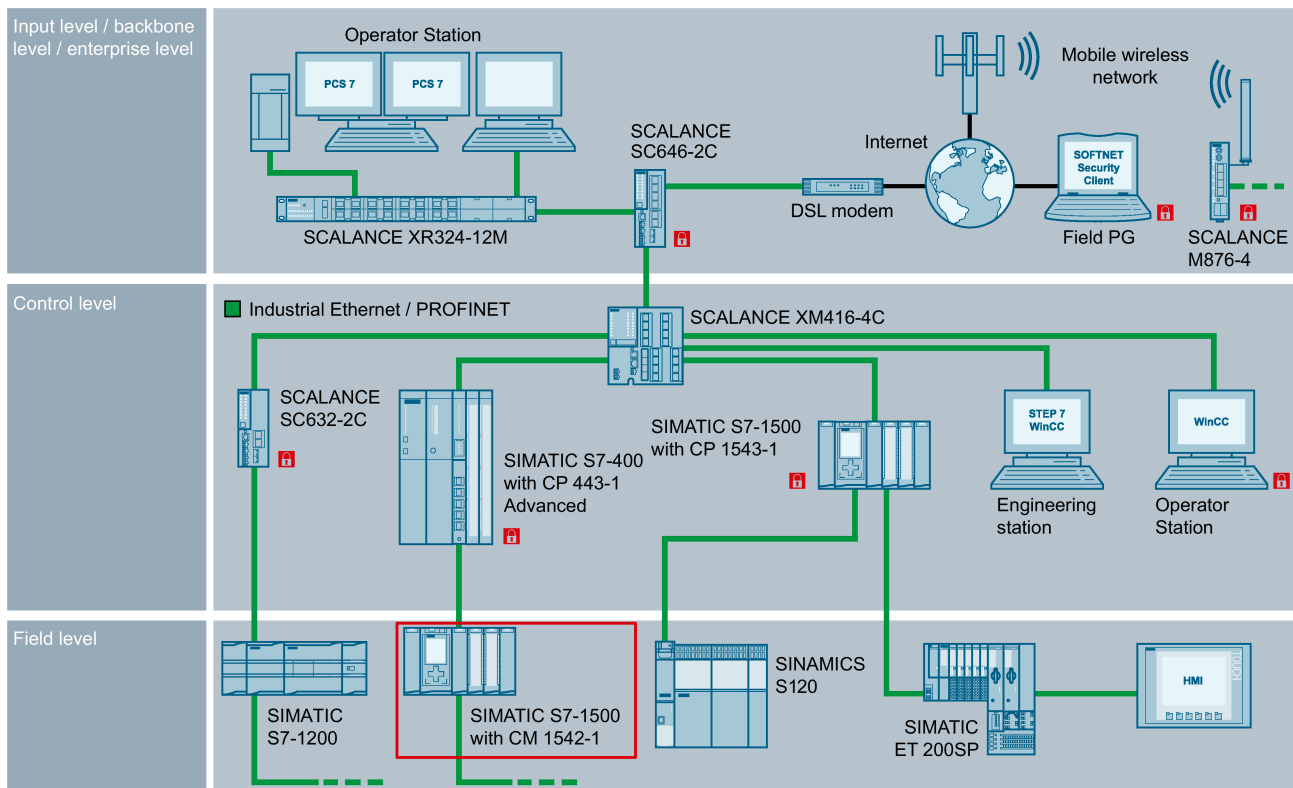 Input level / backbone
level / enterprise level
Operator Station
PCS 7
PCS 7
SCALANCE XR324-12M
SCALANCE
SC646-2C
DSL modem
Internet
Mobile wireless
network
SOFTNET
Security
Client
Field PG
SCALANCE
M876-4
Control level
Industrial Ethernet / PROFINET
SCALANCE XM416-4C
SCALANCE
SC632-2C
SIMATIC S7-400
with CP 443-1
Advanced
SIMATIC S7-1500
with CP 1543-1
STEP 7
WinCC
Engineering
station
WinCC
Operator
Station
Field level
SIMATIC
S7-1200
SIMATIC S7-1500
with CM 1542-1
SINAMICS
S120
SIMATIC
ET 200SP
HMI
TOUCH